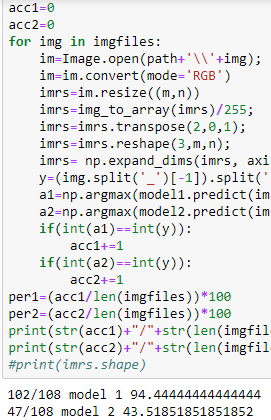 acc1=0
acc2=0
for img in imgfiles:
im=Image.open(path+'\\'+img);
im=im.convert(mode='RGB')
imrs=im.resize((m,n))
imrs=img_to_array(imrs)/255;
imrs=imrs.transpose(2,0,1);
imrs=imrs.reshape(3,m,n);
imrs= np.expand_dims(imrs, axi
y=(img.split('_')[-1]).split('
a1=np.argmax(model1.predict(im
a2=np.argmax(model2.predict(im
if(int(a1)==int(y)):
acc1+=1
if(int(a2)==int(y)):
acc2+=1
per1=(acc1/len(imgfiles))*100
per2=(acc2/len(imgfiles))*100
print(str(acc1)+"/"+str(len(imgfil
print(str(acc2)+"/"+str(len(imgfil
#print(imrs.shape)
102/108 model 1 94.44444444444444
47/108 model 2 43.51851851851852